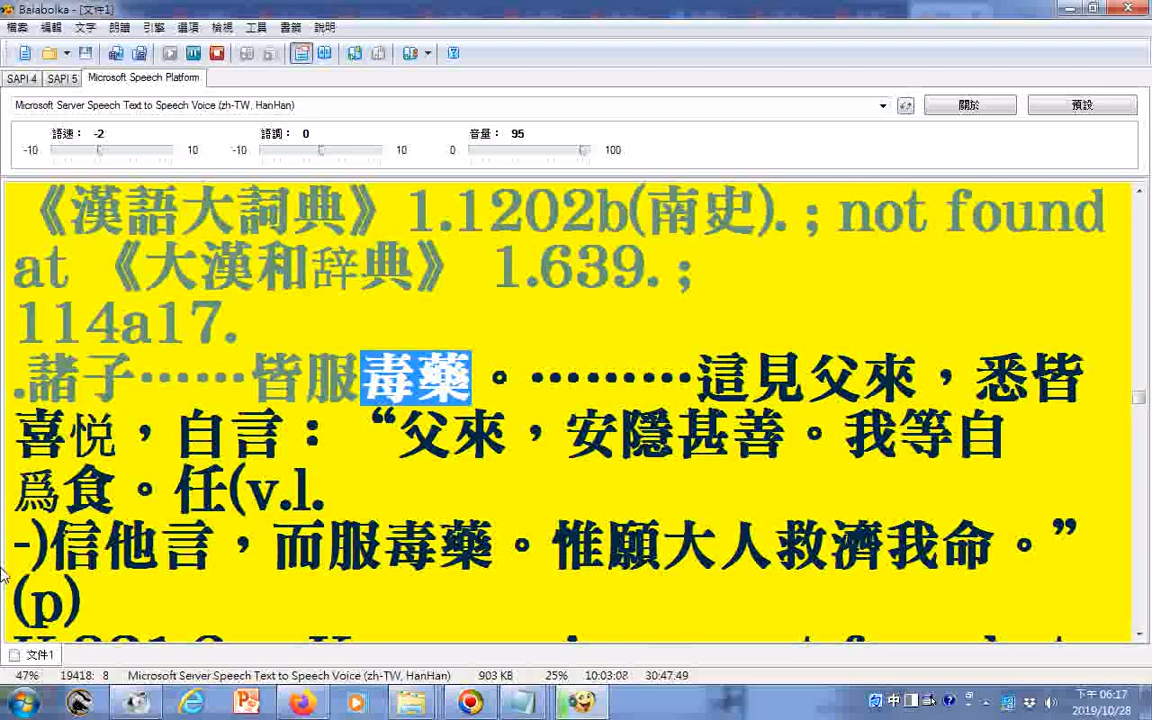 Balabolka - [文件1]
檔案 編輯 文字 朗讀 引擎 選項 檢視 工具 書籤 說明
SAPI 4 SAPI 5 Microsoft Speech Platform
Microsoft Server Speech Text to Speech Voice (zh-TW, HanHan) 關於 預設
語速： -2 語調： 0 音量： 95
-10 10 -10 10 0 100
《漢語大詞典》 1.1202b(南史). ; not found
at 《大漢和辞典》 1.639. ;
114a17.
.諸子……皆服毒藥。………這見父來，悉皆
喜悦，自言：“父來，安隱甚善。我等自
爲食。任(v.l.
-)信他言，而服毒藥。惟願大人救濟我命。”
(p)
文件1
47% 19418: 8 Microsoft Server Speech Text to Speech Voice (zh-TW, HanHan) 903 KB 25% 10:03:08 30:47:49
中 下午 06:17
2019/10/28